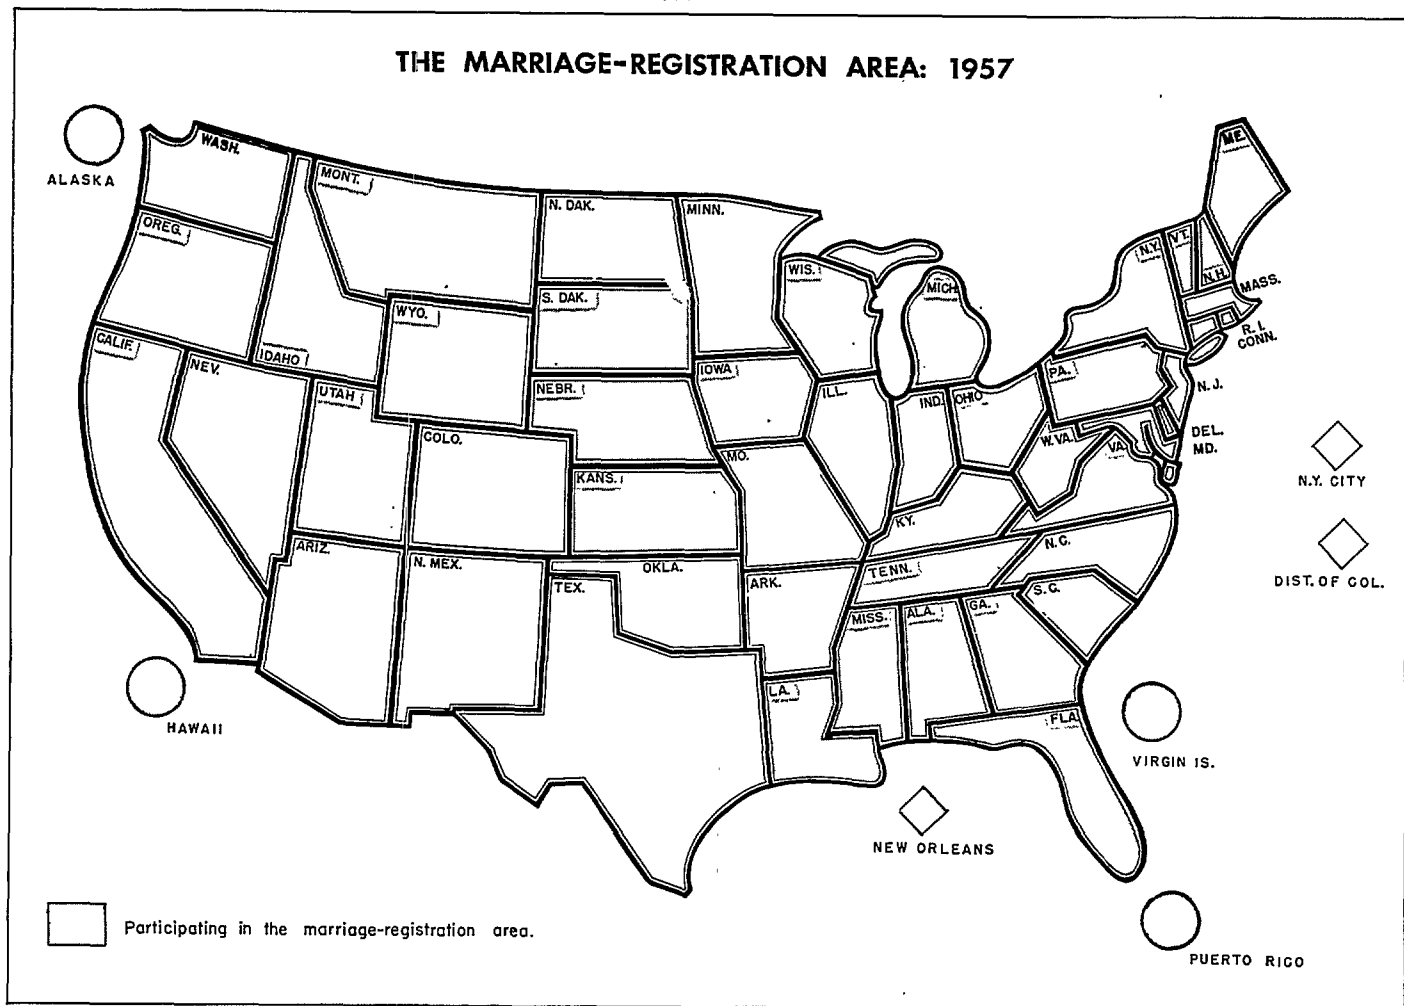 THE MARRIAGE-REGISTRATION AREA: 1957
ALASKA
WASH.
MONT.
N. DAK.
MINN.
ME.
OREG.
N.Y.
VT.
N.H.
MASS.
WIS.
MICH.
S. DAK.
WYO.
IDAHO
R. I.
CONN.
CALIF.
NEV.
UTAH
NEBR.
IOWA
ILL.
IND.
OHIO
PA.
N. J.
COLO.
MO.
W. VA.
VA.
DEL.
MD.
N.Y. CITY
KANS.
KY.
ARIZ.
N. MEX.
OKLA.
TEX.
ARK.
TENN.
N.C.
S.C.
DIST. OF COL.
MISS.
ALA.
GA.
LA.
FLA.
HAWAII
VIRGIN IS.
NEW ORLEANS
Participating in the marriage-registration area.
PUERTO RICO